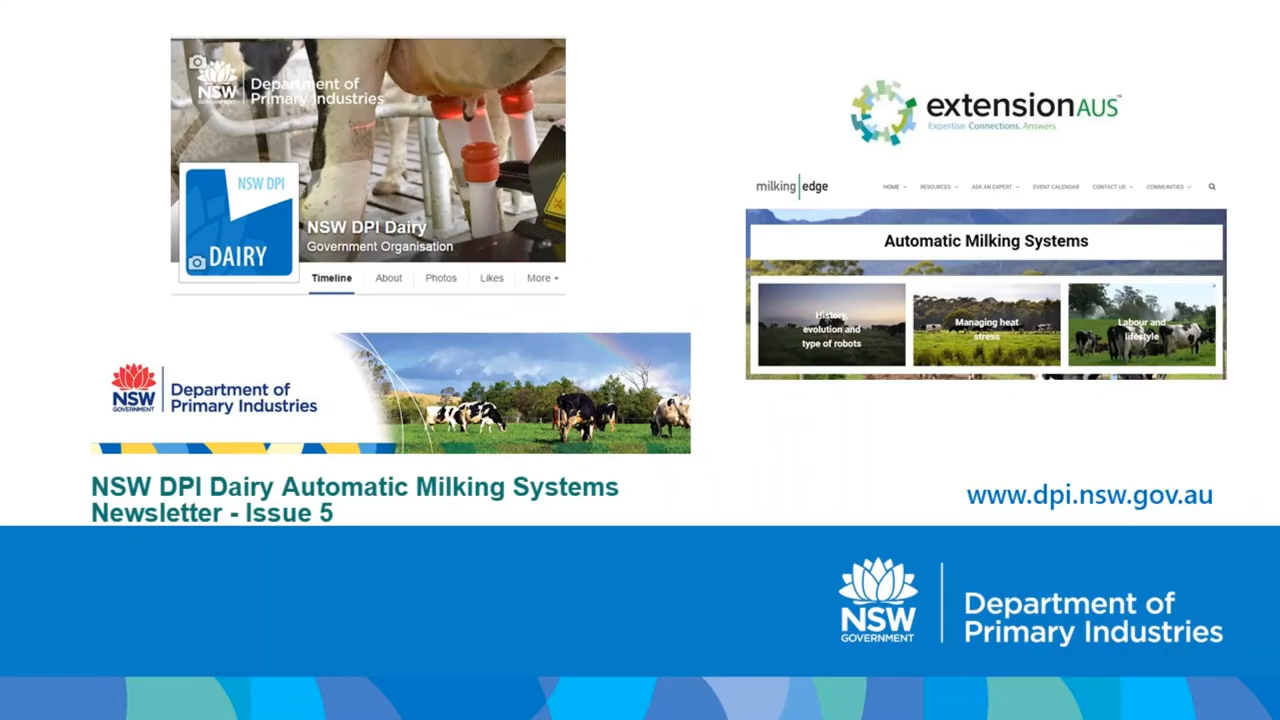 NSW
GOVERNMENT
Department of
Primary Industries
NSW DPI
DAIRY
NSW DPI Dairy
Government Organisation
Timeline About Photos Likes More
extensionAUS™
Expertise. Connections. Answers.
milking edge
HOME RESOURCES ASK AN EXPERT EVENT CALENDAR CONTACT US COMMUNITIES
Automatic Milking Systems
History,
evolution and
type of robots
Managing heat
stress
Labour and
lifestyle
NSW
GOVERNMENT
Department of
Primary Industries
NSW DPI Dairy Automatic Milking Systems
Newsletter - Issue 5
www.dpi.nsw.gov.au
NSW
GOVERNMENT
Department of
Primary Industries